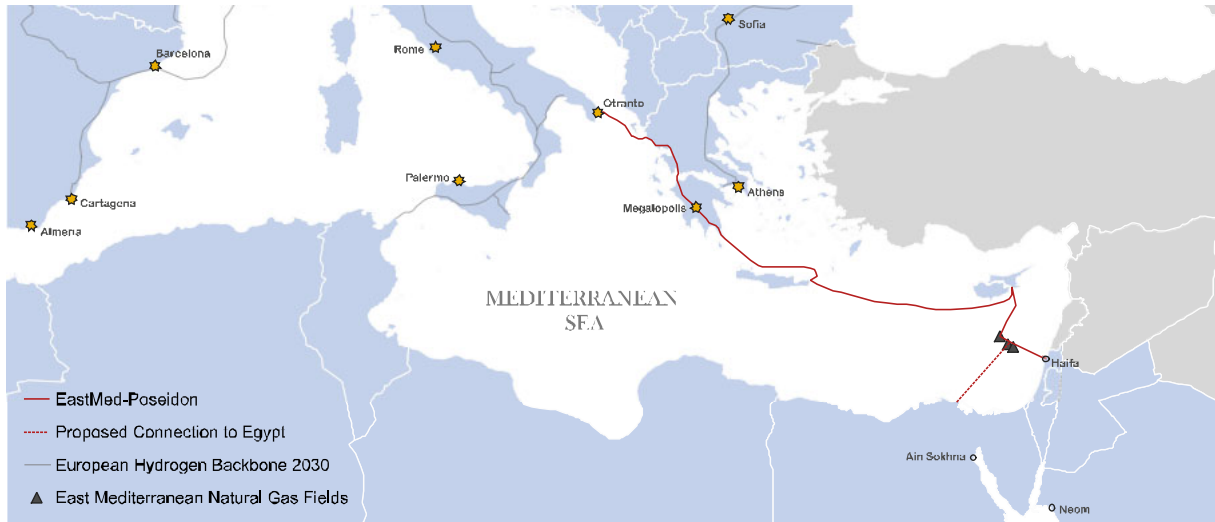 Sofia
Barcelona
Rome
Otranto
Palermo
Athens
Cartagena
Megalopolis
Almeria
MEDITERRANEAN
SEA
Haifa
EastMed-Poseidon
Proposed Connection to Egypt
European Hydrogen Backbone 2030
East Mediterranean Natural Gas Fields
Ain Sokhna
Neom